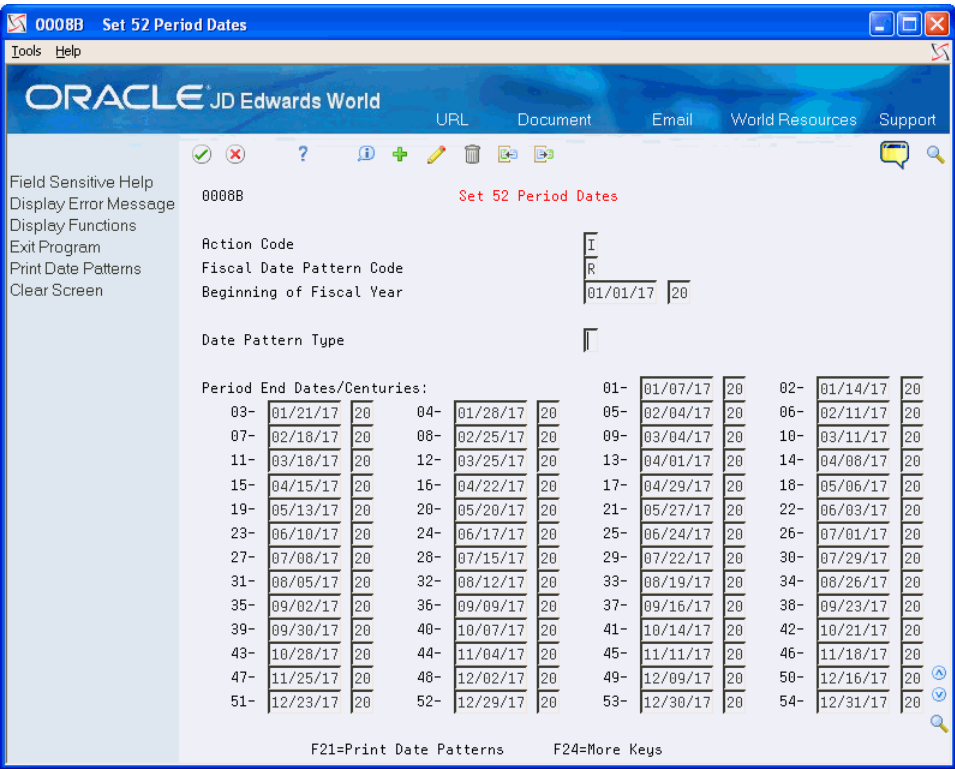 0008B Set 52 Period Dates
Tools Help
ORACLE JD Edwards World
URL Document Email World Resources Support
Field Sensitive Help
Display Error Message
Display Functions
Exit Program
Print Date Patterns
Clear Screen
0008B Set 52 Period Dates
Action Code I
Fiscal Date Pattern Code R
Beginning of Fiscal Year 01/01/17 20
Date Pattern Type
Period End Dates/Centuries: 01- 01/07/17 20 02- 01/14/17 20
03- 01/21/17 20 04- 01/28/17 20 05- 02/04/17 20 06- 02/11/17 20
07- 02/18/17 20 08- 02/25/17 20 09- 03/04/17 20 10- 03/11/17 20
11- 03/18/17 20 12- 03/25/17 20 13- 04/01/17 20 14- 04/08/17 20
15- 04/15/17 20 16- 04/22/17 20 17- 04/29/17 20 18- 05/06/17 20
19- 05/13/17 20 20- 05/20/17 20 21- 05/27/17 20 22- 06/03/17 20
23- 06/10/17 20 24- 06/17/17 20 25- 06/24/17 20 26- 07/01/17 20
27- 07/08/17 20 28- 07/15/17 20 29- 07/22/17 20 30- 07/29/17 20
31- 08/05/17 20 32- 08/12/17 20 33- 08/19/17 20 34- 08/26/17 20
35- 09/02/17 20 36- 09/09/17 20 37- 09/16/17 20 38- 09/23/17 20
39- 09/30/17 20 40- 10/07/17 20 41- 10/14/17 20 42- 10/21/17 20
43- 10/28/17 20 44- 11/04/17 20 45- 11/11/17 20 46- 11/18/17 20
47- 11/25/17 20 48- 12/02/17 20 49- 12/09/17 20 50- 12/16/17 20
51- 12/23/17 20 52- 12/29/17 20 53- 12/30/17 20 54- 12/31/17 20
F21=Print Date Patterns F24=More Keys